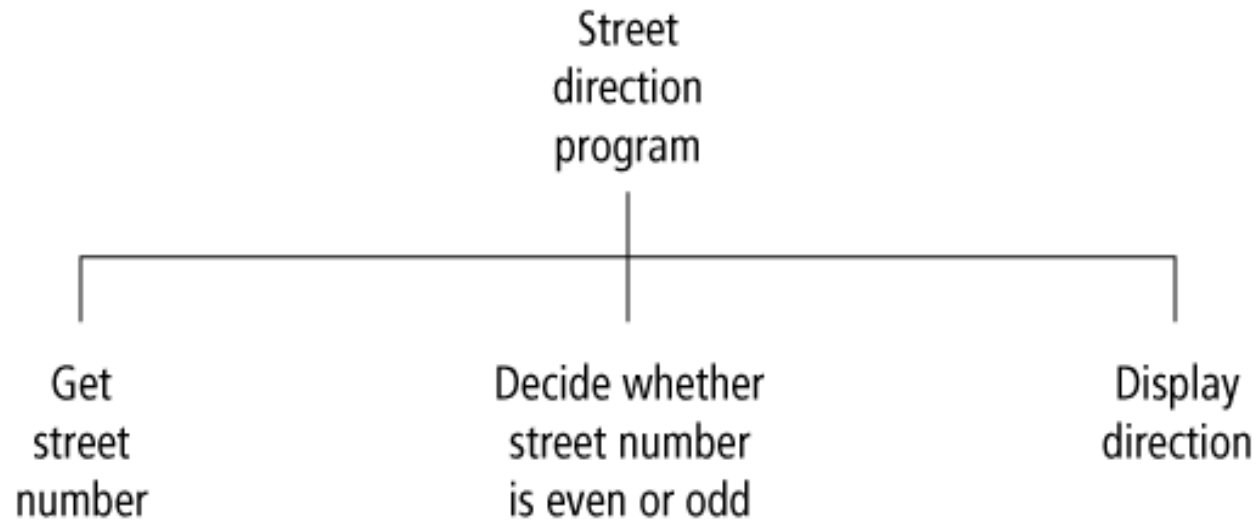 Street
direction
program
Get
street
number
Decide whether
street number
is even or odd
Display
direction